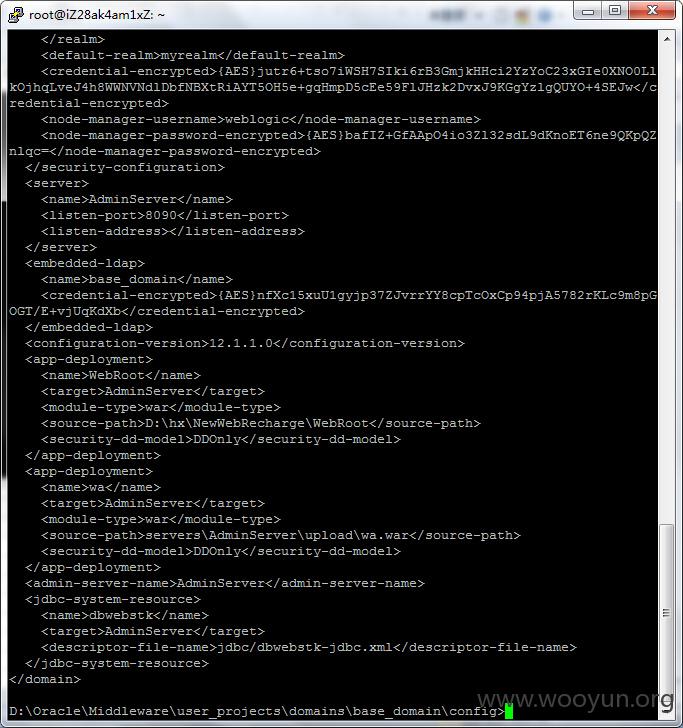 root@iZ28ak4am1xZ: ~
</realm>
<default-realm>myrealm</default-realm>
<credential-encrypted>{AES}jutr6+tso7iWSH7SIki6rB3GmjkHHci2YzYoC23xGIe0XNO0Ll
kOjhqLveJ4h8WWNVNdlDbfNBXtRiAYT5OH5e+gqHmpD5cEe59FlJHzk2DvxJ9KGgYzlgQUYO+4SEJw</c
redential-encrypted>
<node-manager-username>weblogic</node-manager-username>
<node-manager-password-encrypted>{AES}bafIZ+GfAApO4io3Zl32sdL9dKnoET6ne9QKpQZ
nlqc=</node-manager-password-encrypted>
</security-configuration>
<server>
<name>AdminServer</name>
<listen-port>8090</listen-port>
<listen-address></listen-address>
</server>
<embedded-ldap>
<name>base_domain</name>
<credential-encrypted>{AES}nfXc15xuU1gyjp37ZJvrrYY8cpTcOxCp94pjA5782rKLc9m8pG
OGT/E+vjUqKdXb</credential-encrypted>
</embedded-ldap>
<configuration-version>12.1.1.0</configuration-version>
<app-deployment>
<name>WebRoot</name>
<target>AdminServer</target>
<module-type>war</module-type>
<source-path>D:\hx\NewWebRecharge\WebRoot</source-path>
<security-dd-model>DDOnly</security-dd-model>
</app-deployment>
<app-deployment>
<name>wa</name>
<target>AdminServer</target>
<module-type>war</module-type>
<source-path>servers\AdminServer\upload\wa.war</source-path>
<security-dd-model>DDOnly</security-dd-model>
</app-deployment>
<admin-server-name>AdminServer</admin-server-name>
<jdbc-system-resource>
<name>dbwebstk</name>
<target>AdminServer</target>
<descriptor-file-name>jdbc/dbwebstk-jdbc.xml</descriptor-file-name>
</jdbc-system-resource>
</domain>
D:\Oracle\Middleware\user_projects\domains\base_domain\config>
www.wooyun.org